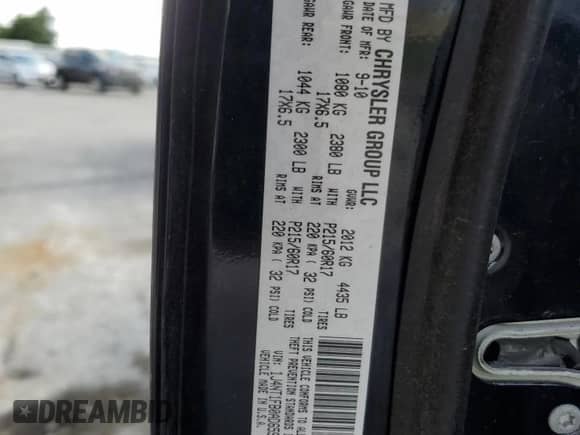 MFD BY CHRYSLER GROUP LLC
DATE OF MFR: 9-10 GVWR: 2012 KG 4435 LB
GAWR FRONT: 1080 KG 2380 LB WITH P215/60R17 TIRES
17X6.5 RIMS AT 220 KPA ( 32 PSI) COLD
GAWR REAR: 1044 KG 2300 LB WITH P215/60R17 TIRES
17X6.5 RIMS AT 220 KPA ( 32 PSI) COLD
THIS VEHICLE CONFORMS TO
THEFT PREVENTION STANDARDS
VIN:
VEHICLE MADE IN U.S.A.
DREAMBID